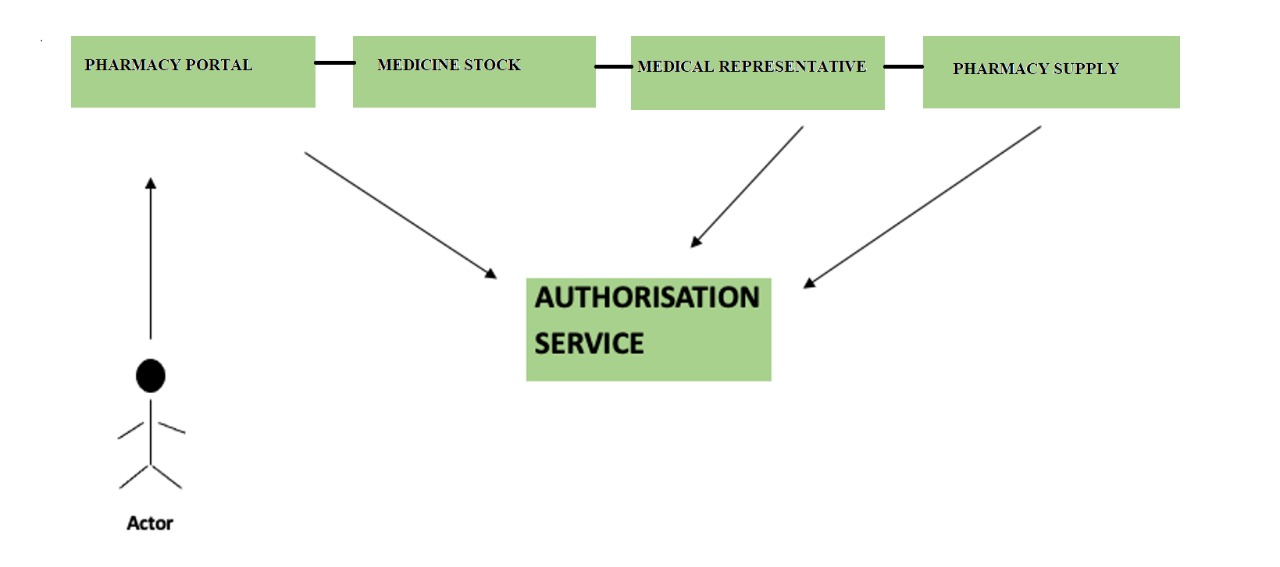 PHARMACY PORTAL
MEDICINE STOCK
MEDICAL REPRESENTATIVE
PHARMACY SUPPLY
AUTHORISATION
SERVICE
Actor